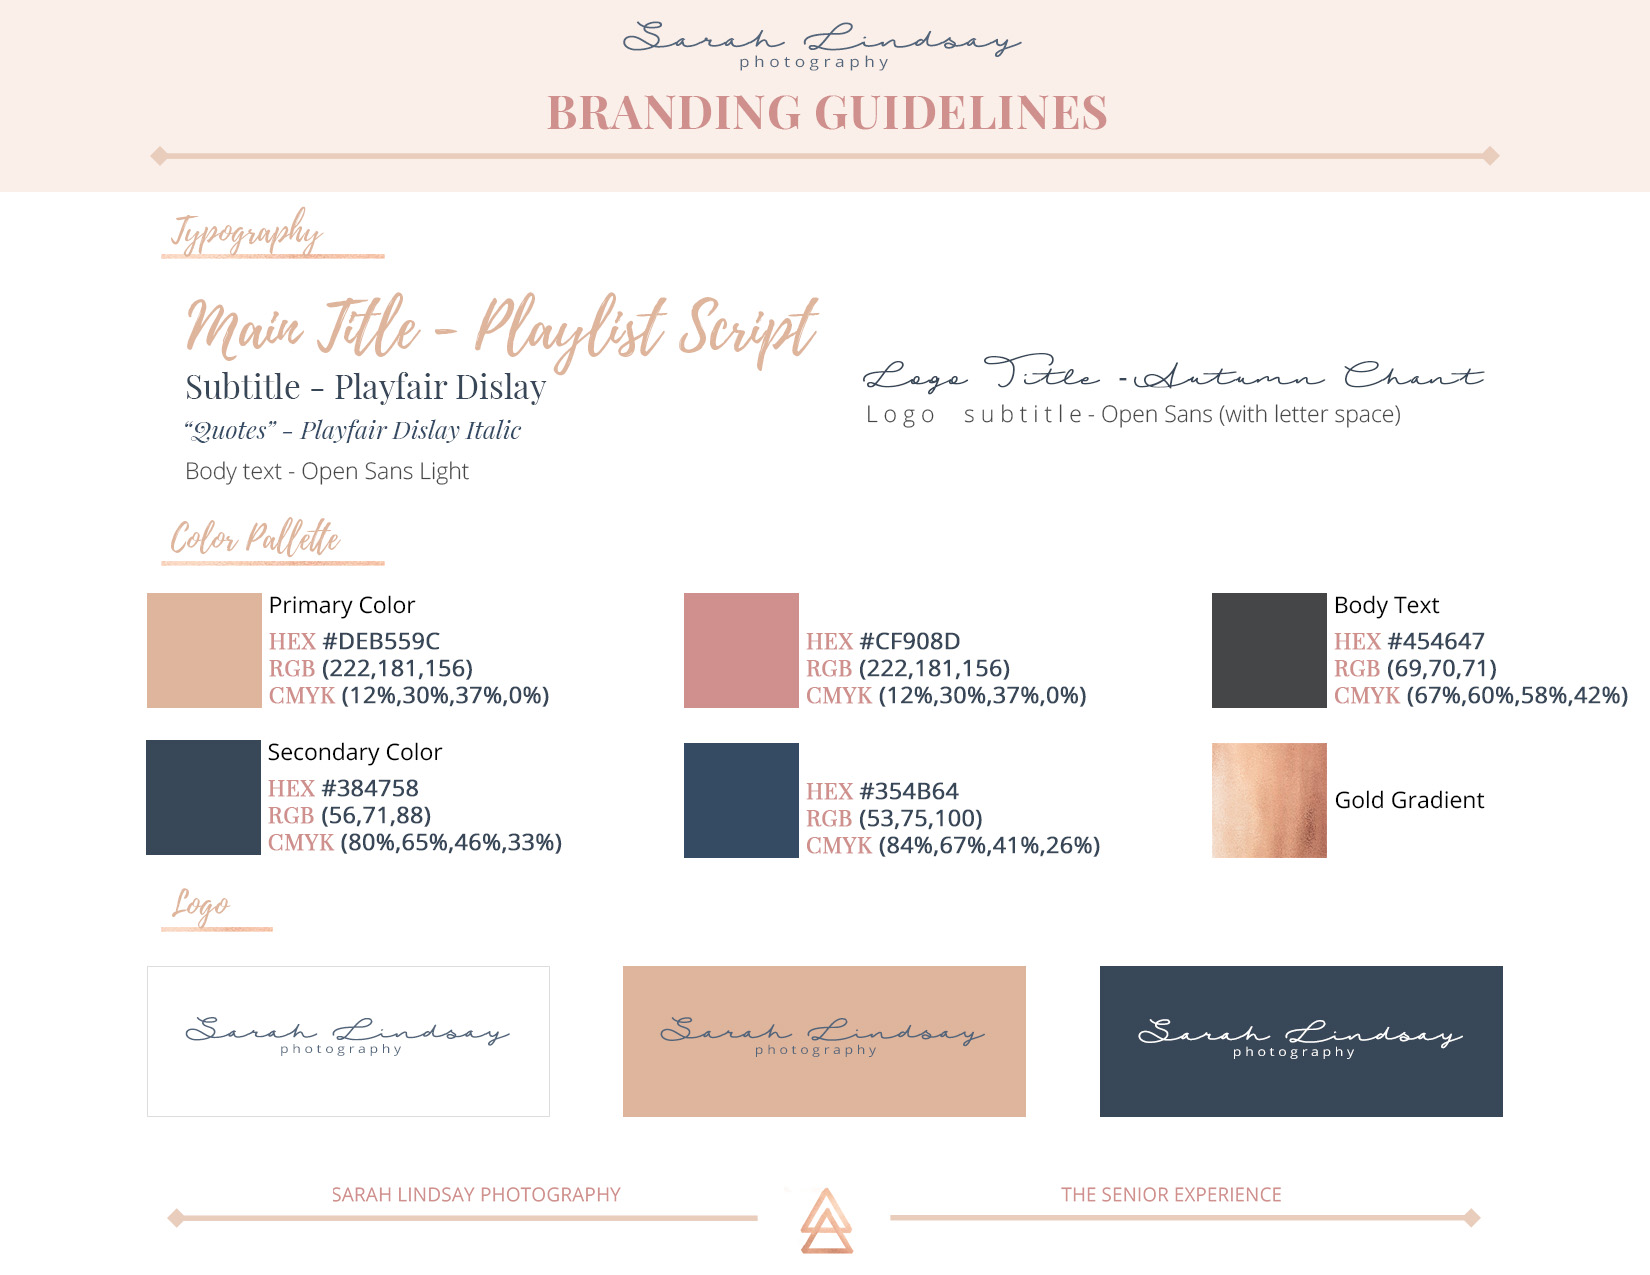 Sarah Lindsay
photography
BRANDING GUIDELINES
Typography
Main Title - Playlist Script
Subtitle - Playfair Dislay
“Quotes” - Playfair Dislay Italic
Body text - Open Sans Light
Logo Title -Autumn Chant
Logo subtitle - Open Sans (with letter space)
Color Pallette
Primary Color
HEX #DEB559C
RGB (222,181,156)
CMYK (12%,30%,37%,0%)
HEX #CF908D
RGB (222,181,156)
CMYK (12%,30%,37%,0%)
Body Text
HEX #454647
RGB (69,70,71)
CMYK (67%,60%,58%,42%)
Secondary Color
HEX #384758
RGB (56,71,88)
CMYK (80%,65%,46%,33%)
HEX #354B64
RGB (53,75,100)
CMYK (84%,67%,41%,26%)
Gold Gradient
Logo
Sarah Lindsay
photography
Sarah Lindsay
photography
Sarah Lindsay
photography
SARAH LINDSAY PHOTOGRAPHY
THE SENIOR EXPERIENCE